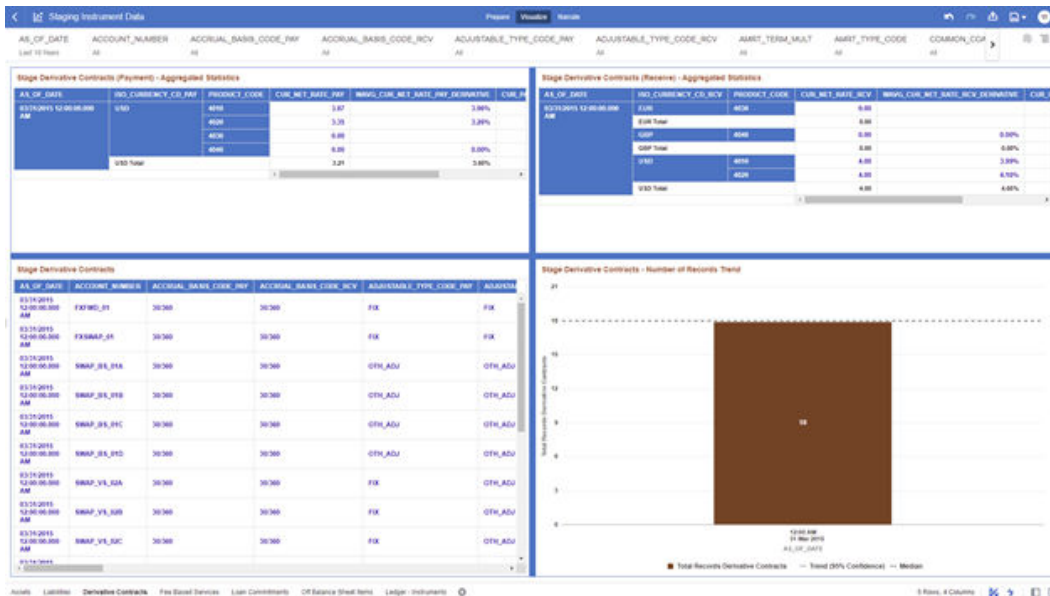 Staging Instrument Data
Prepare Visualize Narrate
AS_OF_DATE ACCOUNT_NUMBER ACCRUAL_BASIS_CODE_PAY ACCRUAL_BASIS_CODE_RCV ADJUSTABLE_TYPE_CODE_PAY ADJUSTABLE_TYPE_CODE_RCV AMRT_TERM_MULT AMRT_TYPE_CODE
Last 10 Years All All All All All All All All
Stage Derivative Contracts (Payment) - Aggregated Statistics
AS_OF_DATE ISO_CURRENCY_CD_PAY PRODUCT_CODE CUR_NET_RATE_PAY WAVG_CUR_NET_RATE_PAY_DERIVATIVE
03/31/2015 12:00:00.000 AM USD 4010 3.07
4020 3.35
4030 0.00
4040 0.00 0.00%
USD Total 3.21
Stage Derivative Contracts (Receive) - Aggregated Statistics
AS_OF_DATE ISO_CURRENCY_CD_RCV PRODUCT_CODE CUR_NET_RATE_RCV WAVG_CUR_NET_RATE_RCV_DERIVATIVE
03/31/2015 12:00:00.000 AM EUR 4030 0.00
EUR Total 0.00
GBP 4040 0.00 0.00%
GBP Total 0.00 0.00%
USD 4010 4.00
4020 4.00
USD Total 4.00
Stage Derivative Contracts
AS_OF_DATE ACCOUNT_NUMBER ACCRUAL_BASIS_CODE_PAY ACCRUAL_BASIS_CODE_RCV ADJUSTABLE_TYPE_CODE_PAY
03/31/2015 12:00:00.000 AM FXFWD_01 30/360 30/360 FIX FIX
03/31/2015 12:00:00.000 AM FXSWAP_01 30/360 30/360 FIX FIX
03/31/2015 12:00:00.000 AM SWAP_BS_01A 30/360 30/360 OTH_ADJ OTH_ADJ
03/31/2015 12:00:00.000 AM SWAP_BS_01B 30/360 30/360 OTH_ADJ OTH_ADJ
03/31/2015 12:00:00.000 AM SWAP_BS_01C 30/360 30/360 OTH_ADJ OTH_ADJ
03/31/2015 12:00:00.000 AM SWAP_BS_01D 30/360 30/360 OTH_ADJ OTH_ADJ
03/31/2015 12:00:00.000 AM SWAP_VS_02A 30/360 30/360 FIX OTH_ADJ
03/31/2015 12:00:00.000 AM SWAP_VS_02B 30/360 30/360 FIX OTH_ADJ
03/31/2015 12:00:00.000 AM SWAP_VS_02C 30/360 30/360 FIX OTH_ADJ
Stage Derivative Contracts - Number of Records Trend
21
18
15
12
9
6
3
0
Total Records Derivative Contracts
18
12:00 AM
31 Mar 2015
AS_OF_DATE
Total Records Derivative Contracts Trend (95% Confidence) Median
Assets Liabilities Derivative Contracts Fee Based Services Loan Commitments Off Balance Sheet Items Ledger - Instruments
5 Rows, 4 Columns